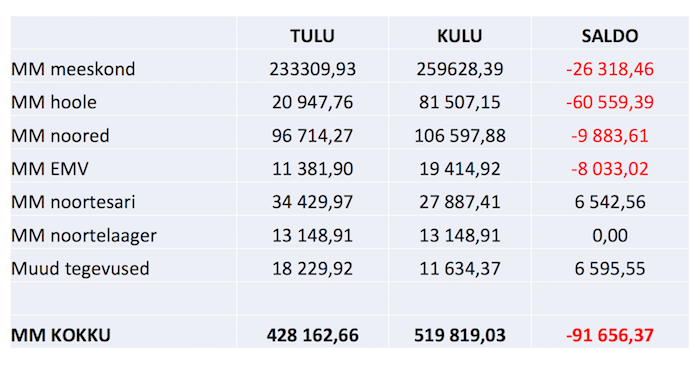 TULU KULU SALDO
MM meeskond 233309,93 259628,39 -26 318,46
MM hoole 20 947,76 81 507,15 -60 559,39
MM noored 96 714,27 106 597,88 -9 883,61
MM EMV 11 381,90 19 414,92 -8 033,02
MM noortesari 34 429,97 27 887,41 6 542,56
MM noortelaager 13 148,91 13 148,91 0,00
Muud tegevused 18 229,92 11 634,37 6 595,55
MM KOKKU 428 162,66 519 819,03 -91 656,37